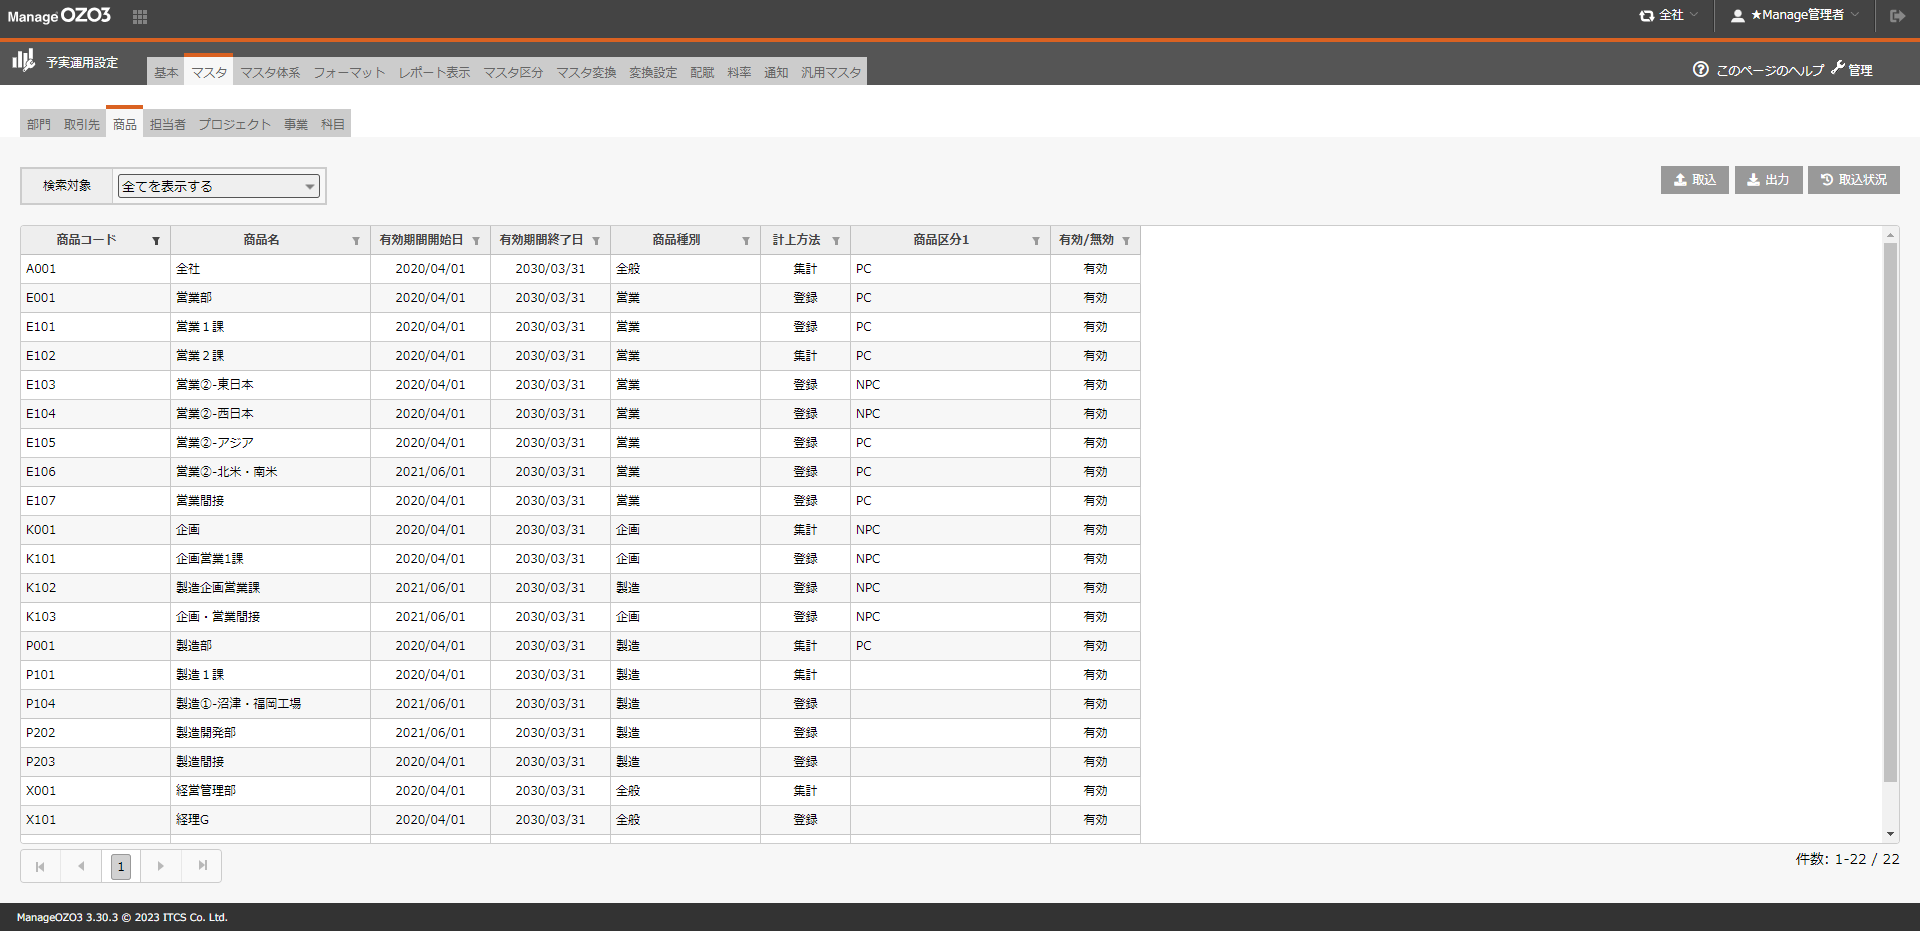 Manage OZO3 全社 ★Manage管理者
予実運用設定 基本 マスタ マスタ体系 フォーマット レポート表示 マスタ区分 マスタ変換 変換設定 配賦 料率 通知 汎用マスタ このページのヘルプ 管理
部門 取引先 商品 担当者 プロジェクト 事業 科目
検索対象 全てを表示する 取込 出力 取込状況
商品コード 商品名 有効期間開始日 有効期間終了日 商品種別 計上方法 商品区分1 有効/無効
A001 全社 2020/04/01 2030/03/31 全般 集計 PC 有効
E001 営業部 2020/04/01 2030/03/31 営業 登録 PC 有効
E101 営業１課 2020/04/01 2030/03/31 営業 登録 PC 有効
E102 営業２課 2020/04/01 2030/03/31 営業 集計 PC 有効
E103 営業②-東日本 2020/04/01 2030/03/31 営業 登録 NPC 有効
E104 営業②-西日本 2020/04/01 2030/03/31 営業 登録 NPC 有効
E105 営業②-アジア 2020/04/01 2030/03/31 営業 登録 PC 有効
E106 営業②-北米・南米 2021/06/01 2030/03/31 営業 登録 PC 有効
E107 営業間接 2020/04/01 2030/03/31 営業 登録 PC 有効
K001 企画 2020/04/01 2030/03/31 企画 集計 NPC 有効
K101 企画営業1課 2020/04/01 2030/03/31 企画 登録 NPC 有効
K102 製造企画営業課 2021/06/01 2030/03/31 製造 登録 NPC 有効
K103 企画・営業間接 2021/06/01 2030/03/31 企画 登録 NPC 有効
P001 製造部 2020/04/01 2030/03/31 製造 集計 PC 有効
P101 製造１課 2020/04/01 2030/03/31 製造 集計 有効
P104 製造①-沼津・福岡工場 2021/06/01 2030/03/31 製造 登録 有効
P202 製造開発部 2021/06/01 2030/03/31 製造 登録 有効
P203 製造間接 2020/04/01 2030/03/31 製造 登録 有効
X001 経営管理部 2020/04/01 2030/03/31 全般 集計 有効
X101 経理G 2020/04/01 2030/03/31 全般 登録 有効
1 件数: 1-22 / 22
ManageOZO3 3.30.3 © 2023 ITCS Co. Ltd.